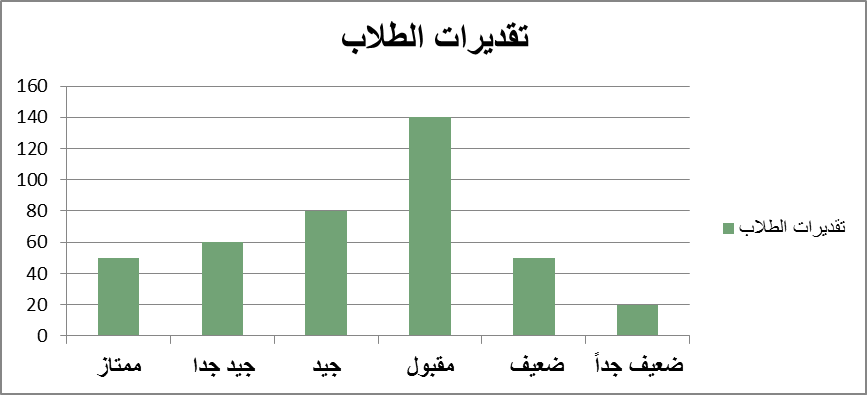 تقديرات الطلاب
160
140
120
100
80
60
40
20
0
ممتاز
جيد جدا
جيد
مقبول
ضعيف
ضعيف جداً
تقديرات الطلاب